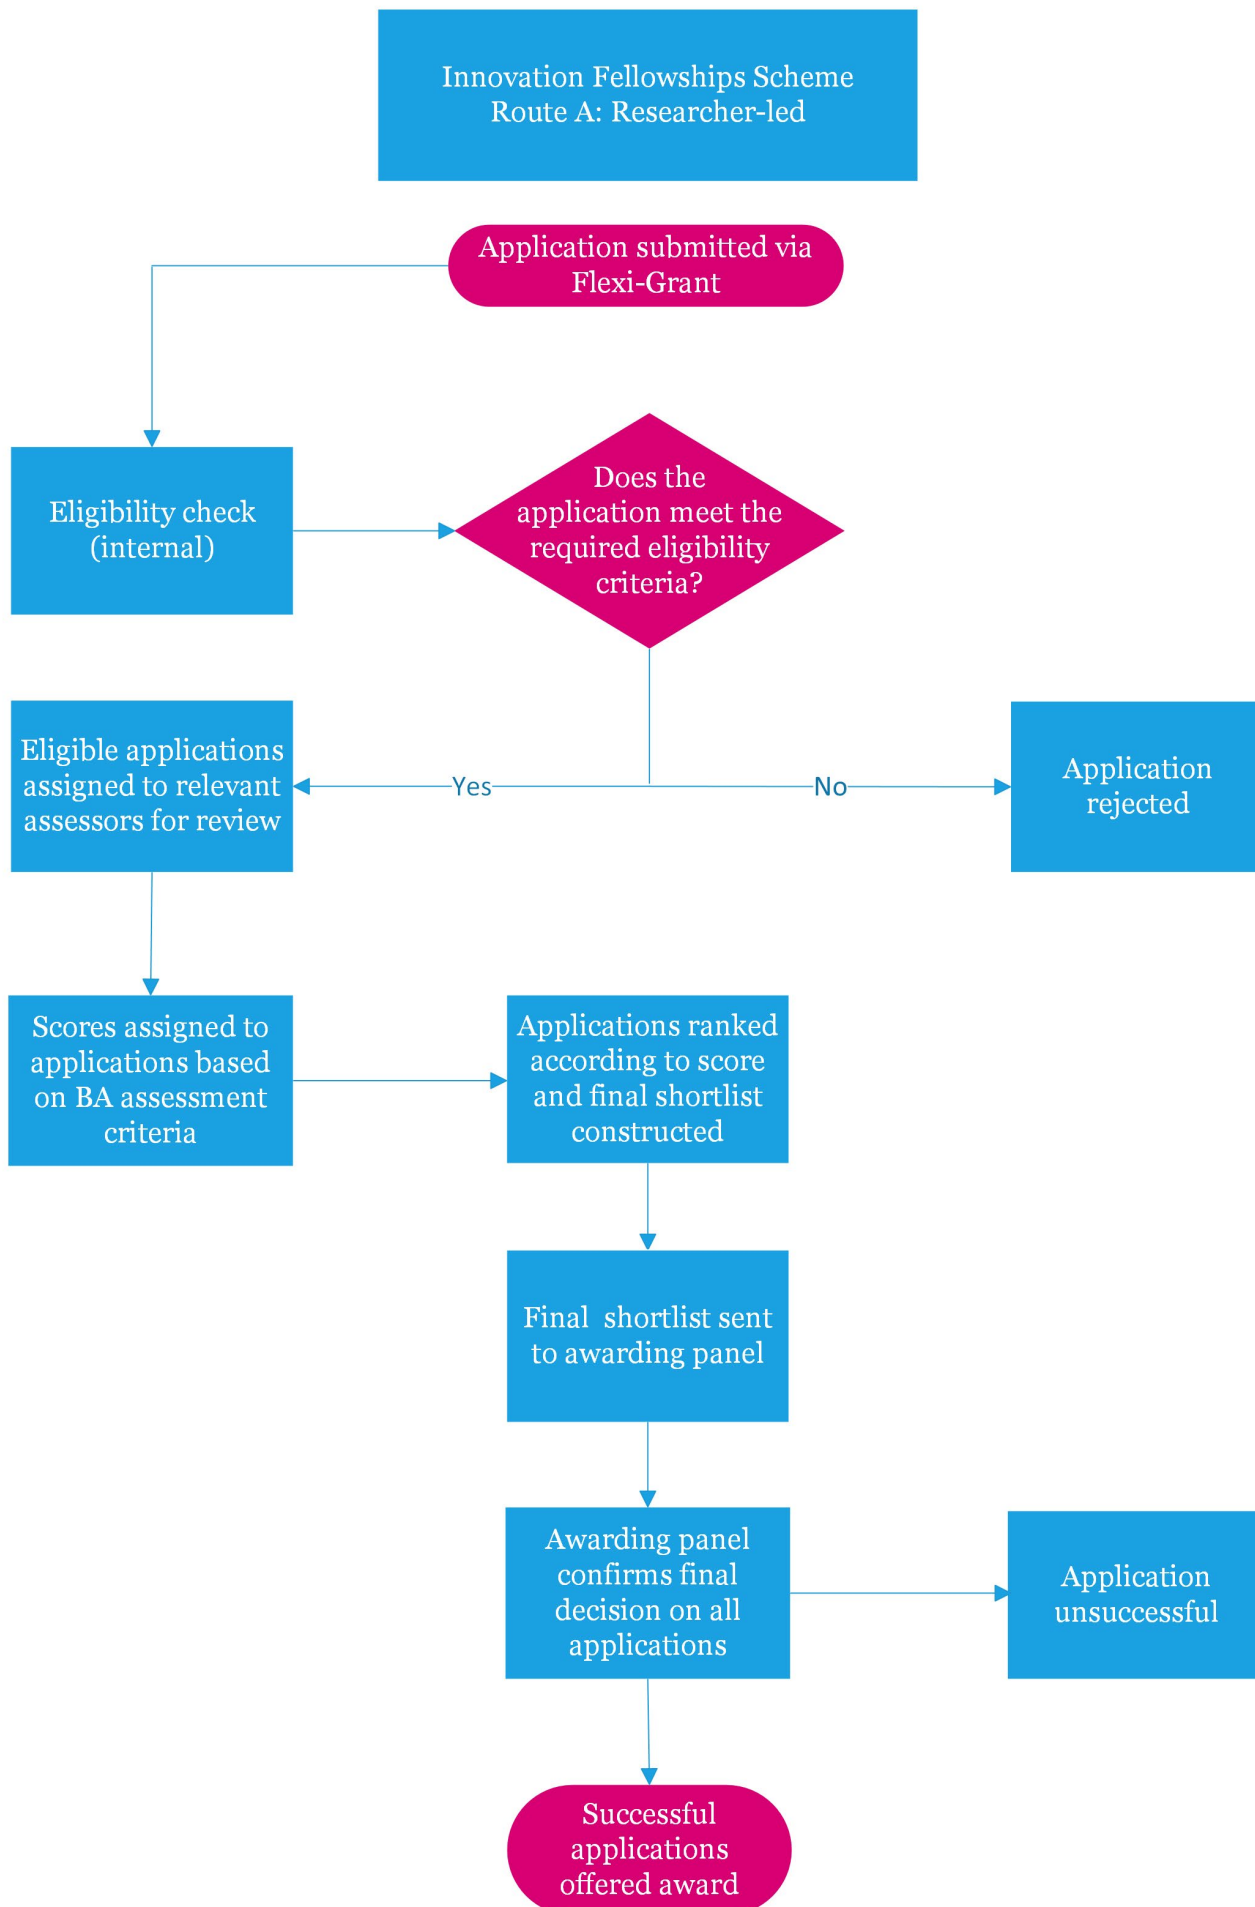 Innovation Fellowships Scheme
Route A: Researcher-led
Application submitted via
Flexi-Grant
Eligibility check
(internal)
Does the
application meet the
required eligibility
criteria?
Eligible applications
assigned to relevant
assessors for review
Yes
No
Application
rejected
Scores assigned to
applications based
on BA assessment
criteria
Applications ranked
according to score
and final shortlist
constructed
Final  shortlist sent
to awarding panel
Awarding panel
confirms final
decision on all
applications
Application
unsuccessful
Successful
applications
offered award